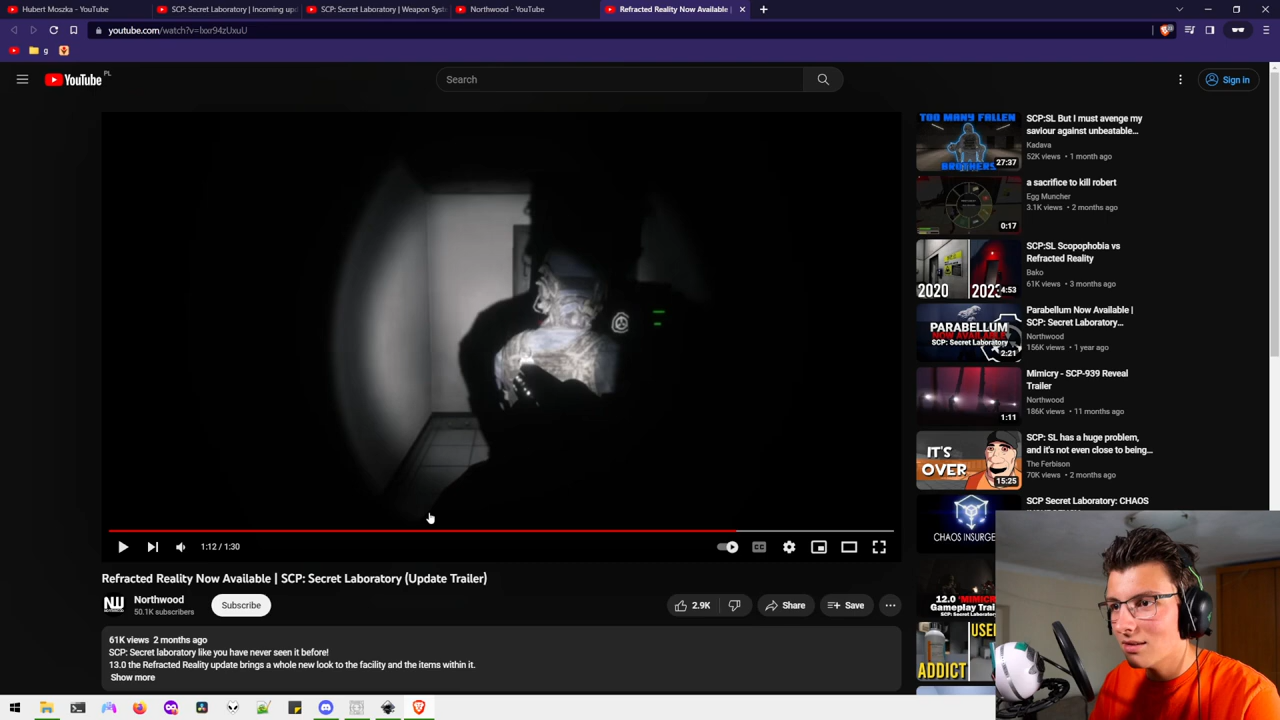 Hubert Moszka - YouTube
SCP: Secret Laboratory | Incoming upd
SCP: Secret Laboratory | Weapon Syst
Northwood - YouTube
Refracted Reality Now Available |
youtube.com/watch?v=lxxr94zUxuU
g
YouTube PL
Search
Sign in
TOO MANY FALLEN
BROTHERS
27:37
SCP:SL But I must avenge my
saviour against unbeatable...
Kadava
52K views • 1 month ago
0:17
a sacrifice to kill robert
Egg Muncher
3.1K views • 2 months ago
2020
2023
4:53
SCP:SL Scopophobia vs
Refracted Reality
Bako
61K views • 3 months ago
PARABELLUM
NOW AVAILABLE
SCP: Secret Laboratory
2:21
Parabellum Now Available |
SCP: Secret Laboratory...
Northwood
156K views • 1 year ago
1:11
Mimicry - SCP-939 Reveal
Trailer
Northwood
186K views • 11 months ago
IT'S
OVER
15:25
SCP: SL has a huge problem,
and it's not even close to being...
The Ferbison
70K views • 2 months ago
CHAOS INSURGE
SCP Secret Laboratory: CHAOS
12.0 'MIMICR
Gameplay Trai
SCP: Secret Laborator
USE
ADDICT
1:12 / 1:30
CC
Refracted Reality Now Available | SCP: Secret Laboratory (Update Trailer)
Northwood
50.1K subscribers
Subscribe
2.9K
Share
Save
61K views 2 months ago
SCP: Secret laboratory like you have never seen it before!
13.0 the Refracted Reality update brings a whole new look to the facility and the items within it.
Show more